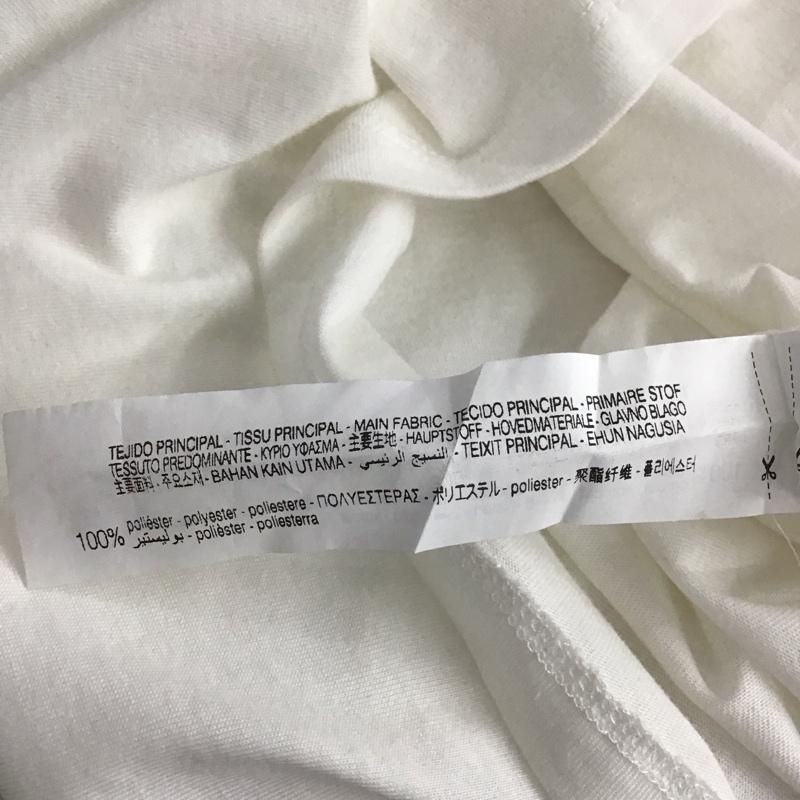 TEJIDO PRINCIPAL - TISSU PRINCIPAL - MAIN FABRIC - TECIDO PRINCIPAL - PRIMAIRE STOF
TESSUTO PREDOMINANTE - ΚΥΡΙΟ ΥΦΑΣΜΑ - 主要生地 - HAUPTSTOFF - HOVEDMATERIALE - GLAVNO BLAGO
主要面料 - 주요소재 - BAHAN KAIN UTAMA - النسيج الرئيسي - TEIXIT PRINCIPAL - EHUN NAGUSIA
100% poliéster - polyester - poliestere - ΠΟΛΥΕΣΤΕΡΑΣ - ポリエステル - poliester - 聚酯纤维 - 폴리에스터
بوليستير - polièster - poliesterra